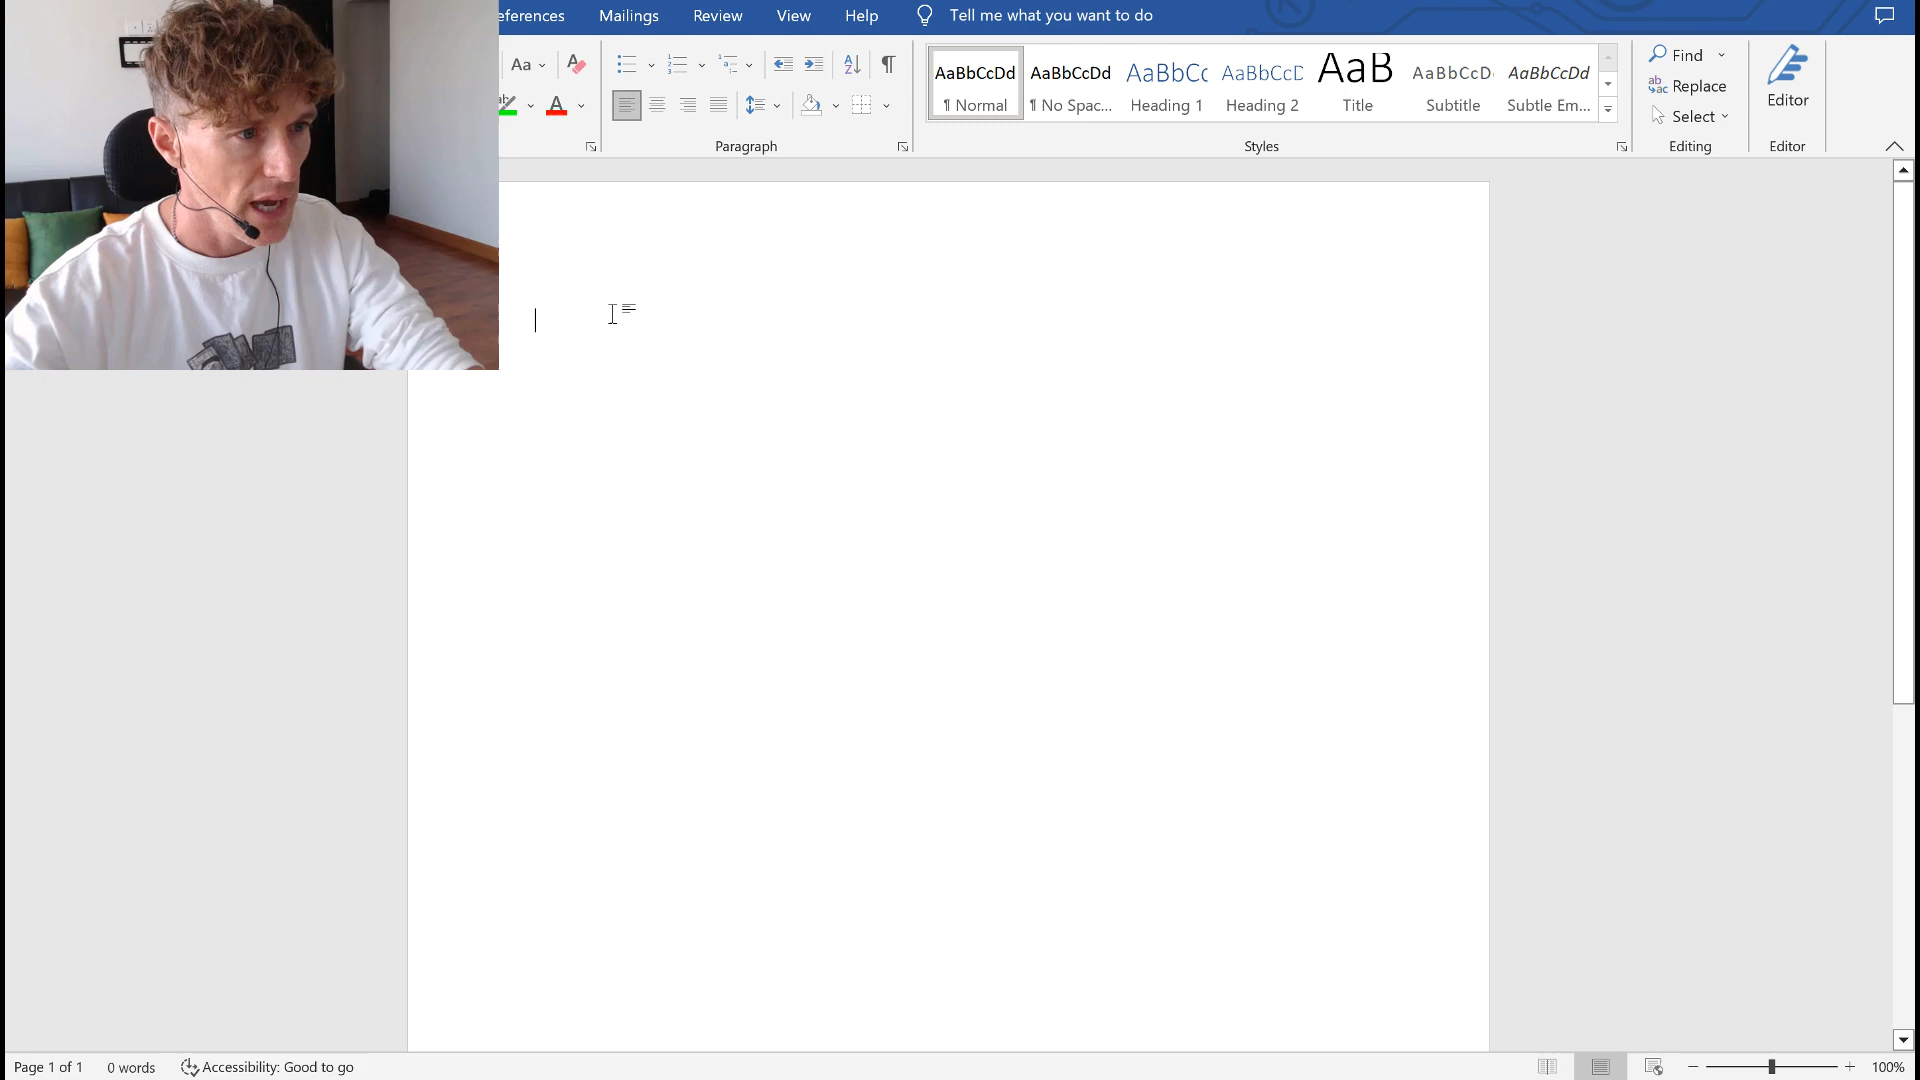 eferences Mailings Review View Help Tell me what you want to do
Aa
A
AaBbCcDd AaBbCcDd AaBbCc AaBbCcD AaB AaBbCcD AaBbCcDd
¶ Normal ¶ No Spac... Heading 1 Heading 2 Title Subtitle Subtle Em...
Find
Replace
Select
Editor
Paragraph Styles Editing Editor
Page 1 of 1 0 words Accessibility: Good to go 100%